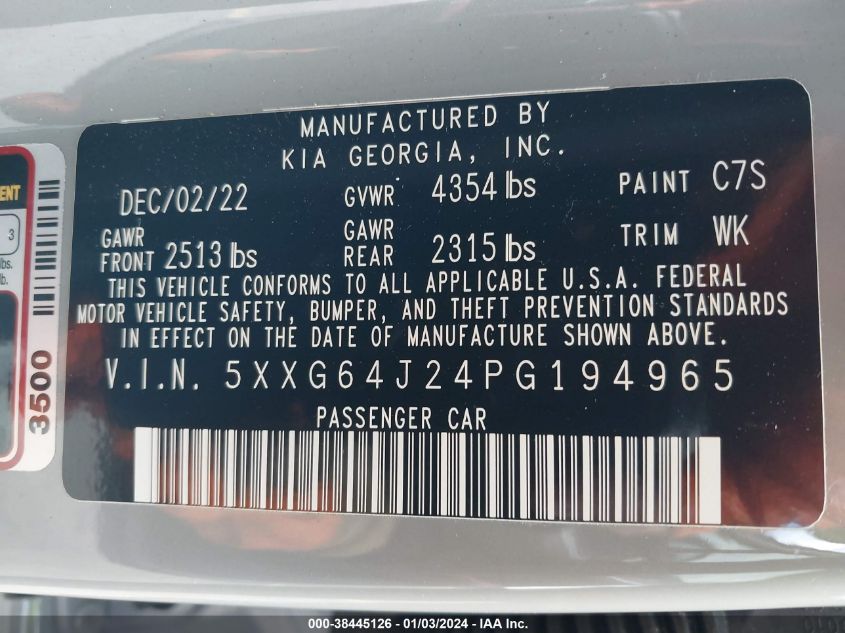 MANUFACTURED BY
KIA GEORGIA, INC.
DEC/02/22 GVWR 4354 lbs PAINT C7S
GAWR FRONT 2513 lbs GAWR REAR 2315 lbs TRIM WK
THIS VEHICLE CONFORMS TO ALL APPLICABLE U.S.A. FEDERAL
MOTOR VEHICLE SAFETY, BUMPER, AND THEFT PREVENTION STANDARDS
IN EFFECT ON THE DATE OF MANUFACTURE SHOWN ABOVE.
V.I.N. 5XXG64J24PG194965
PASSENGER CAR
3
lbs.
lb.
3500
000-38445126 - 01/03/2024 - IAA Inc.